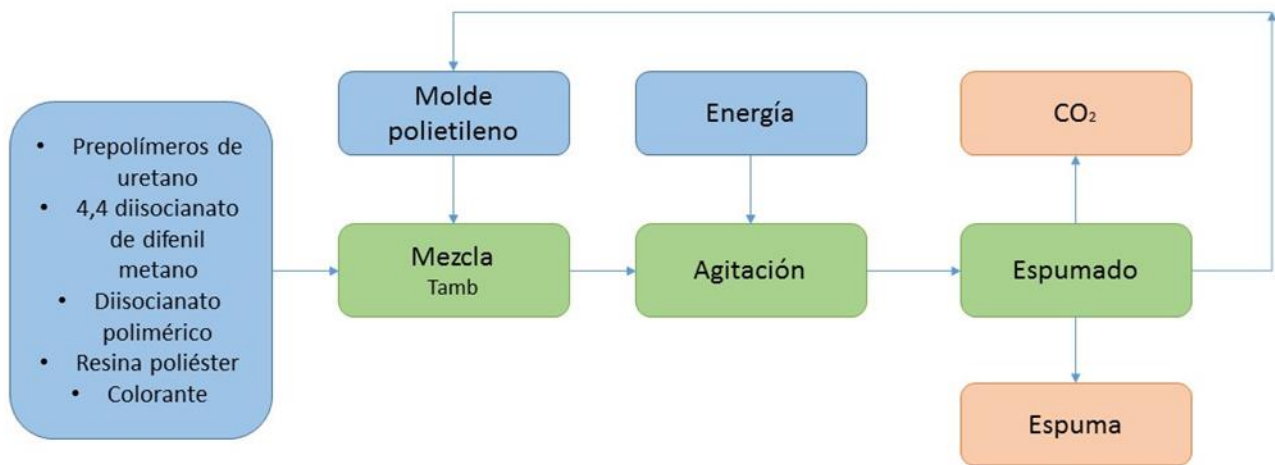 • Prepolímeros de
uretano
• 4,4 diisocianato
de difenil
metano
• Diisocianato
polimérico
• Resina poliéster
• Colorante
Molde
polietileno
Energía
CO₂
Mezcla
Tamb
Agitación
Espumado
Espuma